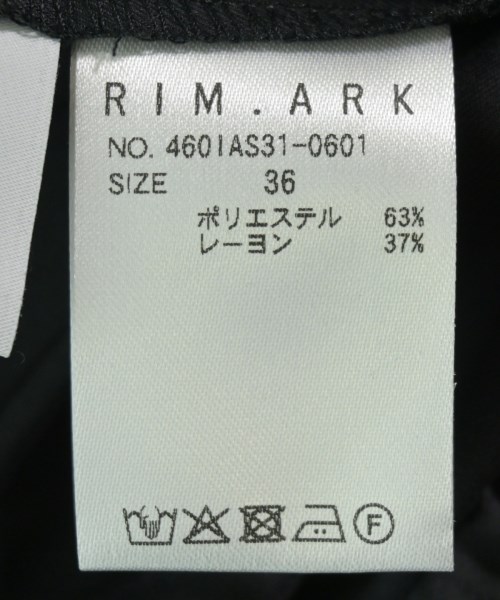 RIM.ARK
NO. 460IAS31-0601
SIZE 36
ポリエステル 63%
レーヨン 37%
F